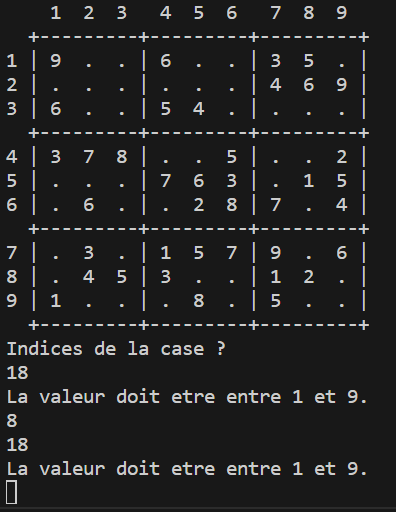 1 2 3   4 5 6   7 8 9
  +---------+---------+---------+
1 | 9 . . | 6 . . | 3 5 . |
2 | . . . | . . . | 4 6 9 |
3 | 6 . . | 5 4 . | . . . |
  +---------+---------+---------+
4 | 3 7 8 | . . 5 | . . 2 |
5 | . . . | 7 6 3 | . 1 5 |
6 | . 6 . | . 2 8 | 7 . 4 |
  +---------+---------+---------+
7 | . 3 . | 1 5 7 | 9 . 6 |
8 | . 4 5 | 3 . . | 1 2 . |
9 | 1 . . | . 8 . | 5 . . |
  +---------+---------+---------+
Indices de la case ?
18
La valeur doit etre entre 1 et 9.
8
18
La valeur doit etre entre 1 et 9.